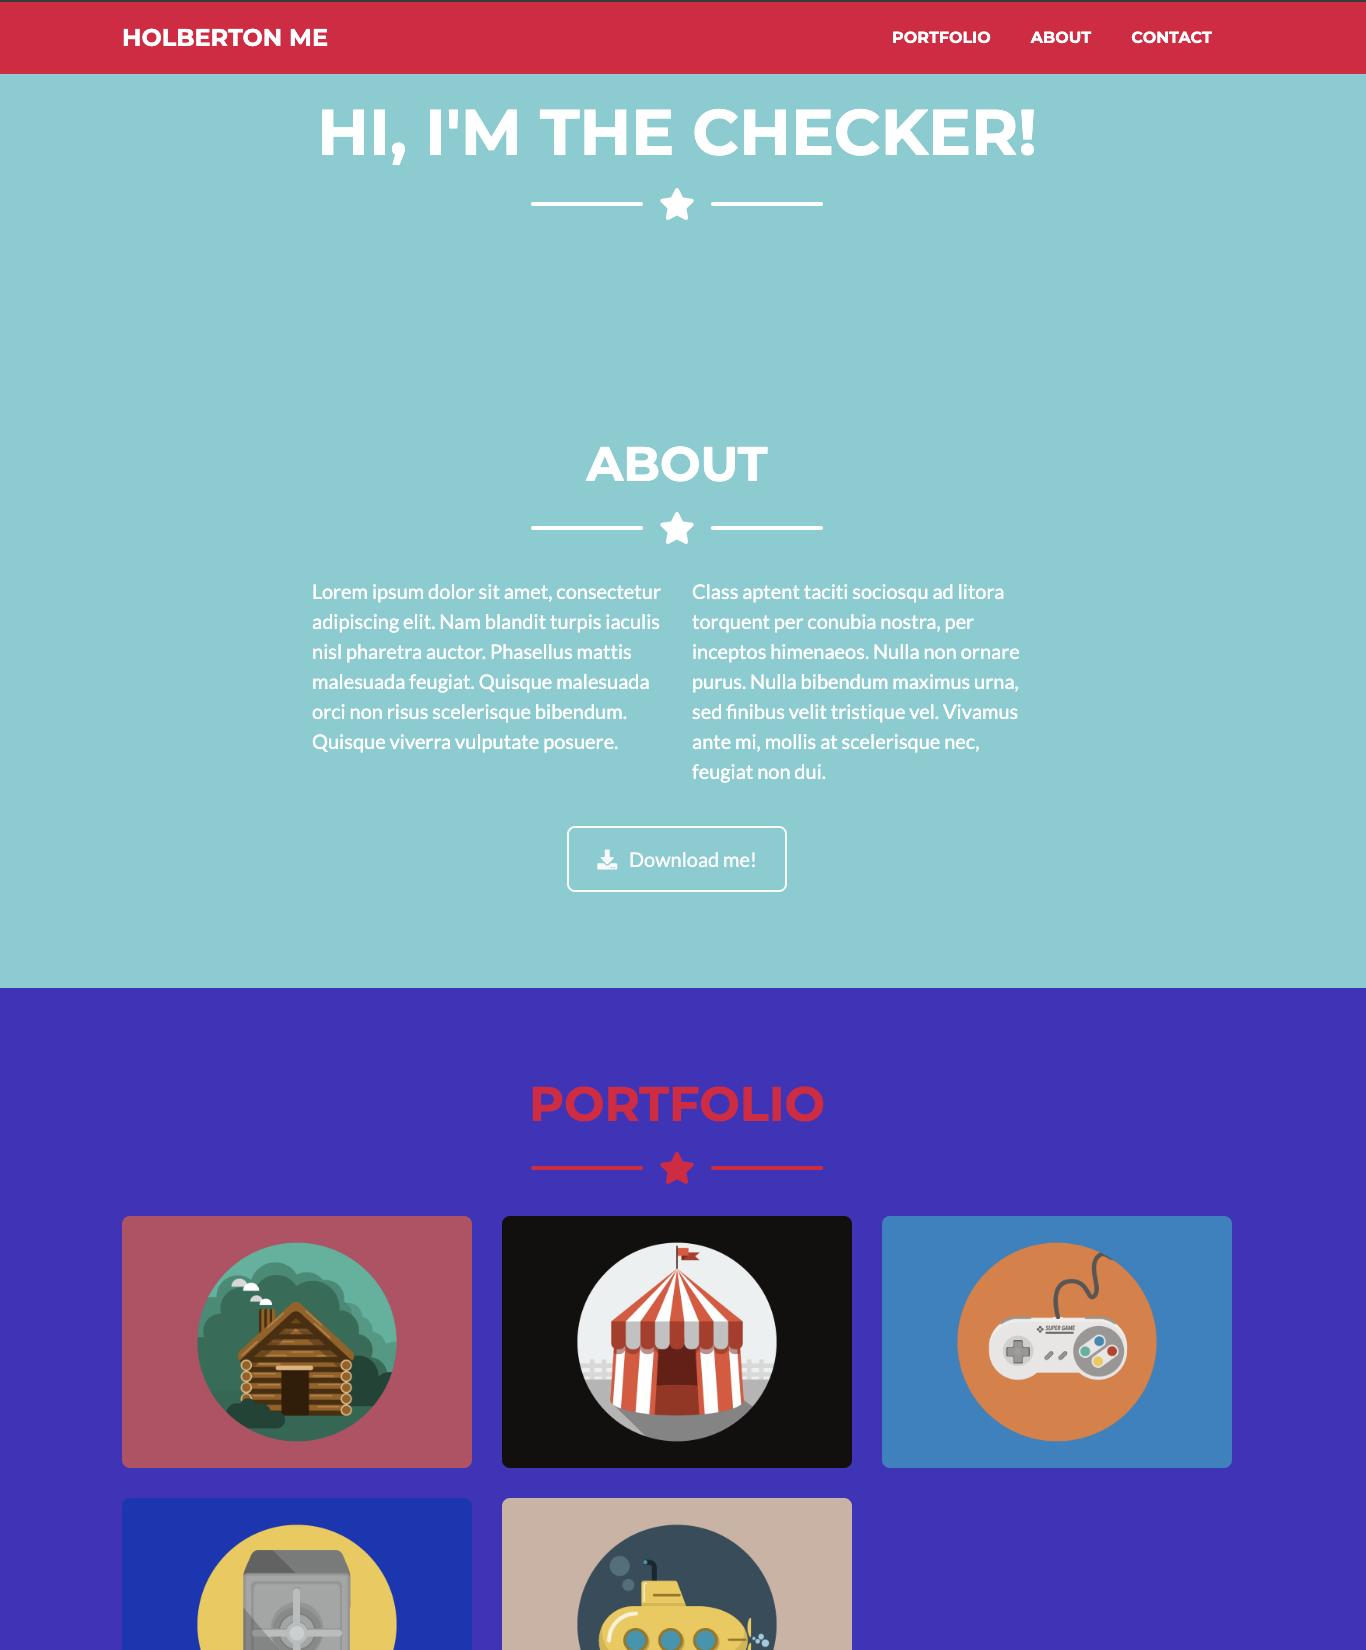 HOLBERTON ME
PORTFOLIO ABOUT CONTACT
HI, I'M THE CHECKER!
ABOUT
Lorem ipsum dolor sit amet, consectetur
adipiscing elit. Nam blandit turpis iaculis
nisl pharetra auctor. Phasellus mattis
malesuada feugiat. Quisque malesuada
orci non risus scelerisque bibendum.
Quisque viverra vulputate posuere.
Class aptent taciti sociosqu ad litora
torquent per conubia nostra, per
inceptos himenaeos. Nulla non ornare
purus. Nulla bibendum maximus urna,
sed finibus velit tristique vel. Vivamus
ante mi, mollis at scelerisque nec,
feugiat non dui.
Download me!
PORTFOLIO
SUPER GAME